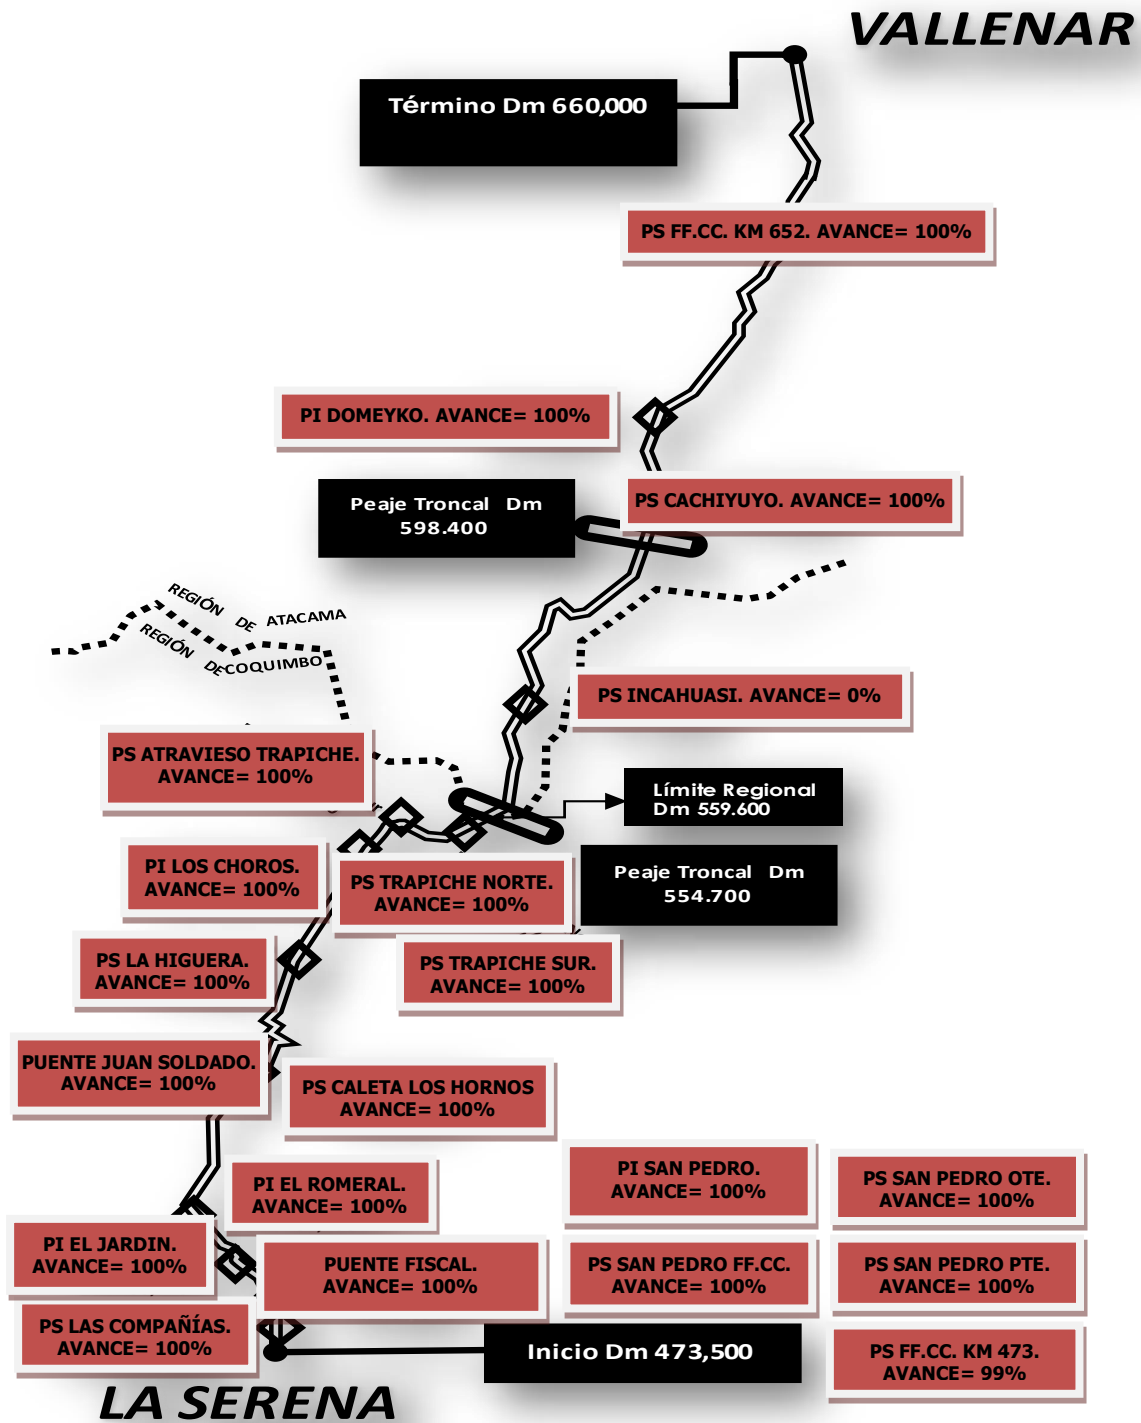 VALLENAR
Término Dm 660,000
PS FF.CC. KM 652. AVANCE= 100%
PI DOMEYKO. AVANCE= 100%
PS CACHIYUYO. AVANCE= 100%
Peaje Troncal Dm
598.400
REGIÓN DE ATACAMA
REGIÓN DE COQUIMBO
PS INCAHUASI. AVANCE= 0%
PS ATRAVIESO TRAPICHE.
AVANCE= 100%
Límite Regional
Dm 559.600
PI LOS CHOROS.
AVANCE= 100%
PS TRAPICHE NORTE.
AVANCE= 100%
Peaje Troncal Dm
554.700
PS LA HIGUERA.
AVANCE= 100%
PS TRAPICHE SUR.
AVANCE= 100%
PUENTE JUAN SOLDADO.
AVANCE= 100%
PS CALETA LOS HORNOS
AVANCE= 100%
PI EL ROMERAL.
AVANCE= 100%
PI SAN PEDRO.
AVANCE= 100%
PS SAN PEDRO OTE.
AVANCE= 100%
PI EL JARDIN.
AVANCE= 100%
PUENTE FISCAL.
AVANCE= 100%
PS SAN PEDRO FF.CC.
AVANCE= 100%
PS SAN PEDRO PTE.
AVANCE= 100%
PS LAS COMPAÑÍAS.
AVANCE= 100%
Inicio Dm 473,500
PS FF.CC. KM 473.
AVANCE= 99%
LA SERENA